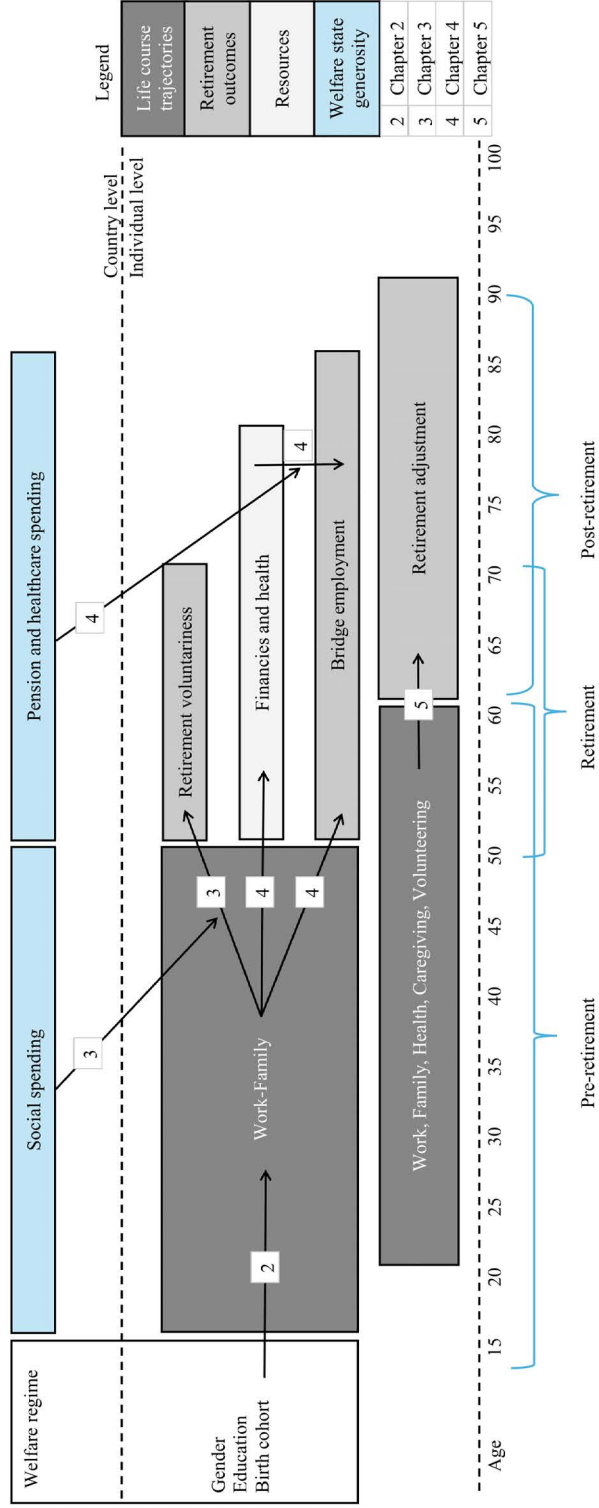 Welfare regime
Social spending
Pension and healthcare spending
Legend
3
4
Country level
Individual level
Life course
trajectories
Retirement
outcomes
Resources
Welfare state
generosity
2 Chapter 2
3 Chapter 3
4 Chapter 4
5 Chapter 5
Gender
Education
Birth cohort
2
Work-Family
3
4
4
Retirement voluntariness
Financies and health
4
Bridge employment
Work, Family, Health, Caregiving, Volunteering
5
Retirement adjustment
Age 15 20 25 30 35 40 45 50 55 60 65 70 75 80 85 90 95 100
Pre-retirement
Retirement
Post-retirement